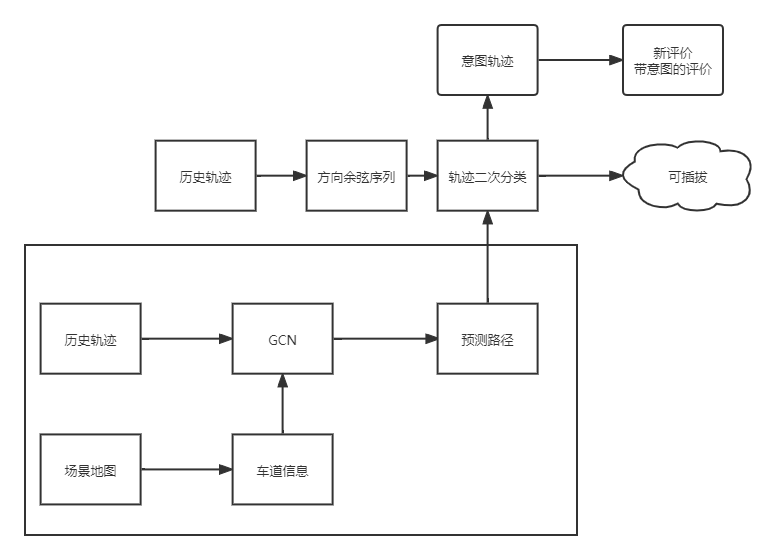 意图轨迹
新评价
带意图的评价
历史轨迹
方向余弦序列
轨迹二次分类
可插拔
历史轨迹
GCN
预测路径
场景地图
车道信息